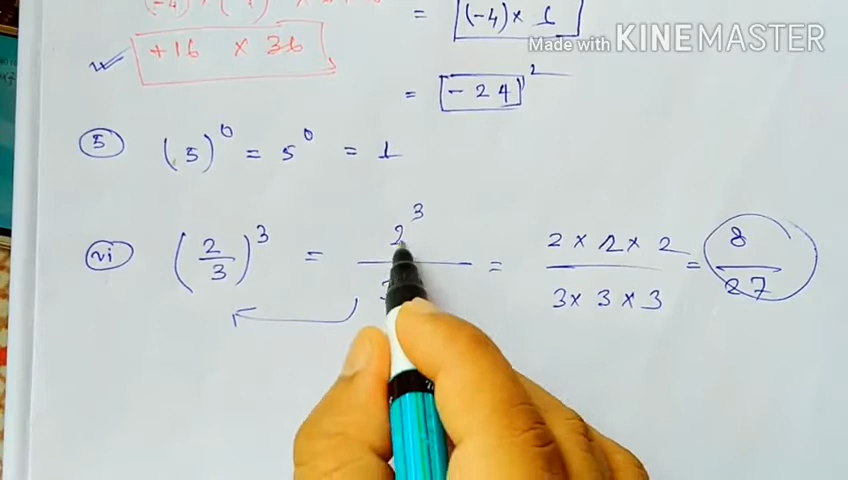 = (-4) × 1
+16 × 36
Made with KINEMASTER
= (-24)²
5 (5)⁰ = 5⁰ = 1
vi (2/3)³ = 2³ = 2 × 2 × 2 / 3 × 3 × 3 = 8/27